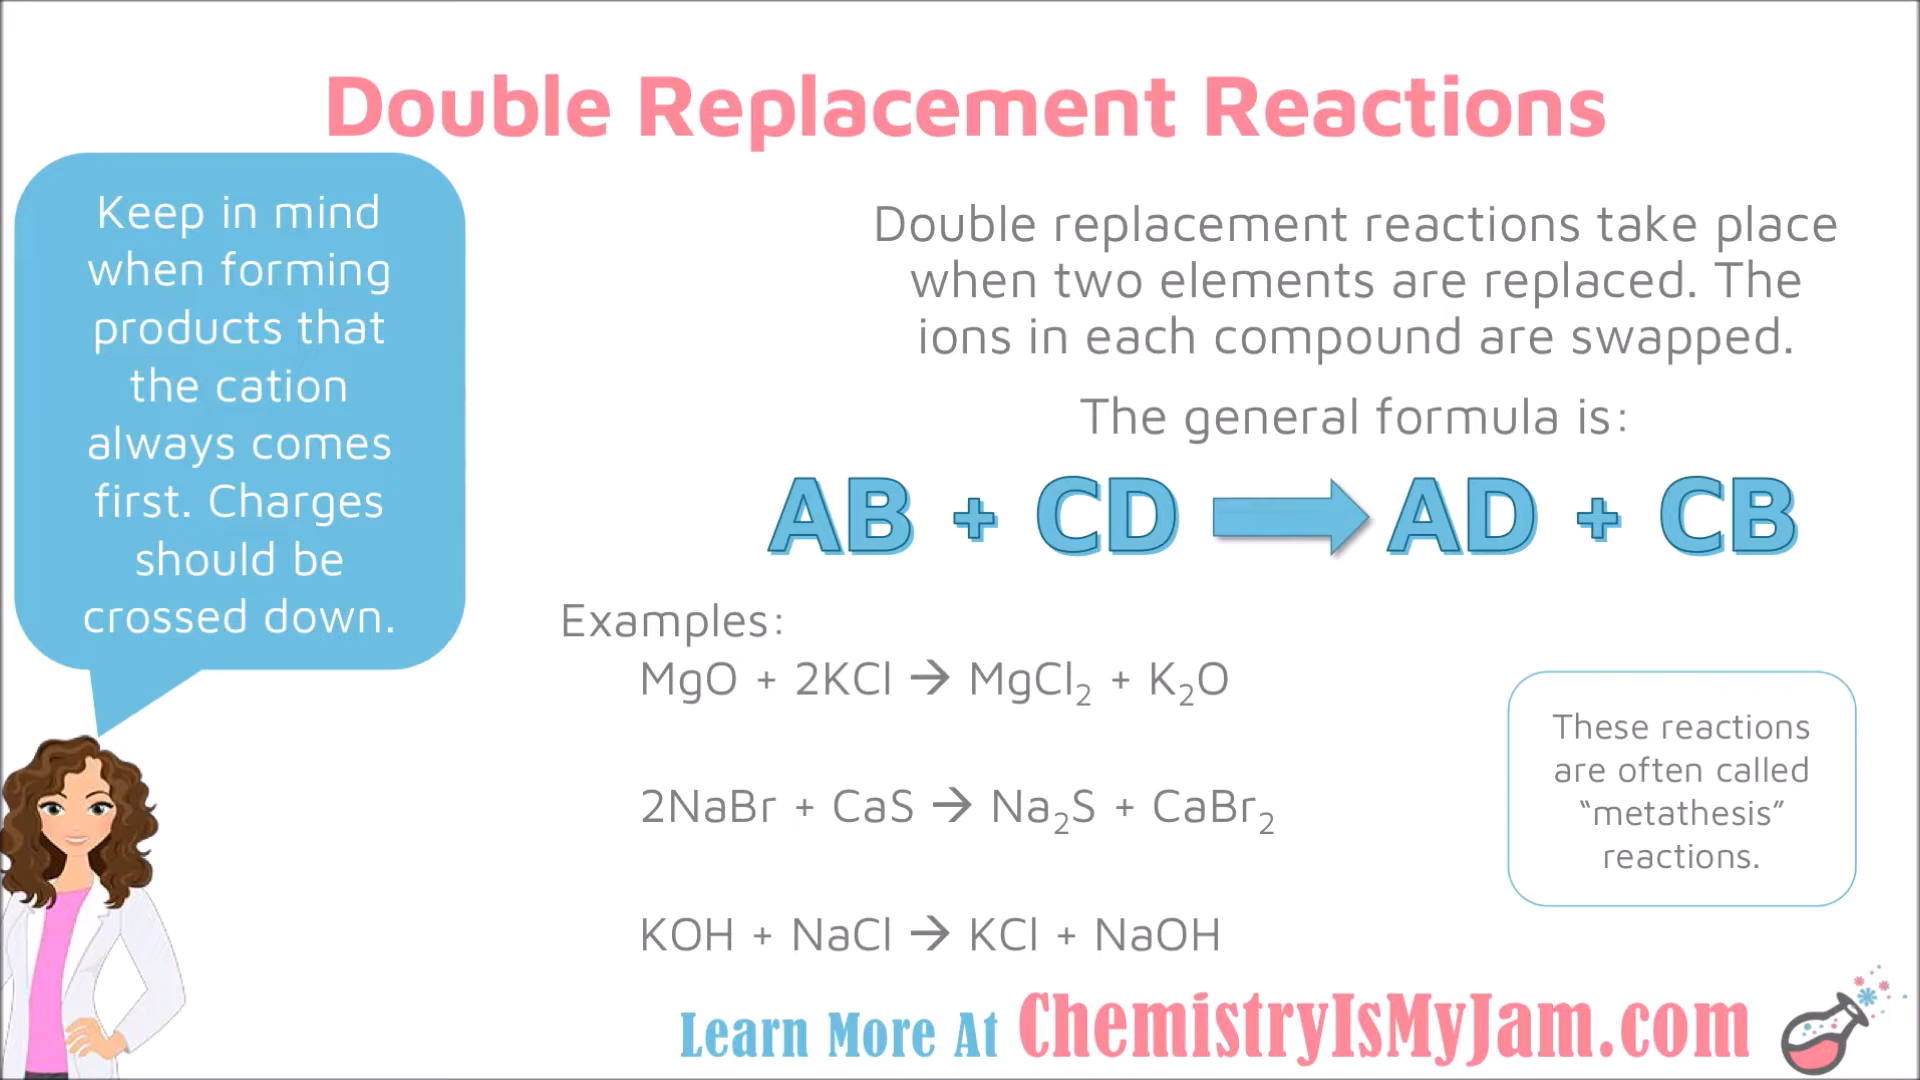 Double Replacement Reactions
Keep in mind
when forming
products that
the cation
always comes
first. Charges
should be
crossed down.
Double replacement reactions take place
when two elements are replaced. The
ions in each compound are swapped.
The general formula is:
AB + CD → AD + CB
Examples:
MgO + 2KCl → MgCl₂ + K₂O
2NaBr + CaS → Na₂S + CaBr₂
KOH + NaCl → KCl + NaOH
These reactions
are often called
“metathesis”
reactions.
Learn More At ChemistryIsMyJam.com